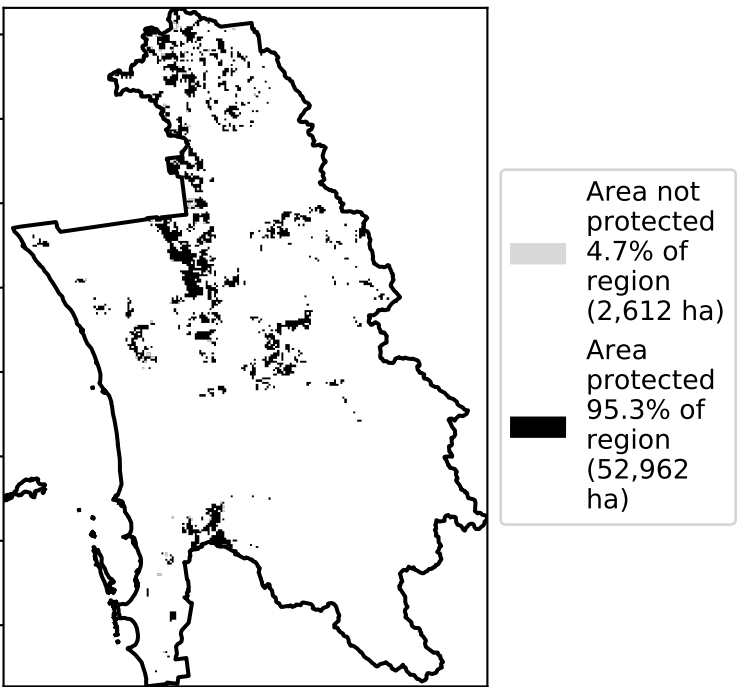 Area not
protected
4.7% of
region
(2,612 ha)
Area
protected
95.3% of
region
(52,962
ha)